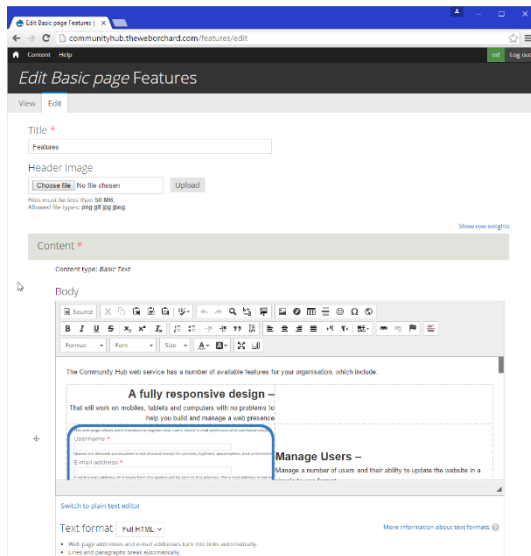 Edit Basic page Features |
communityhub.theweborchard.com/features/edit
Content Help ed Log out
Edit Basic page Features
View Edit
Title *
Features
Header Image
Choose file No file chosen Upload
Files must be less than 50 MB.
Allowed file types: png gif jpg jpeg.
Show row weights
Content *
Content type: Basic Text
Body
Source
Format Font Size
The Community Hub web service has a number of available features for your organisation, which include:
A fully responsive design –
That will work on mobiles, tablets and computers with no problems to
help you build and manage a web presence
Username *
E-mail address *
Manage Users –
Manage a number of users and their ability to update the website in a
Switch to plain text editor
Text format Full HTML
More information about text formats
Web page addresses and e-mail addresses turn into links automatically.
Lines and paragraphs break automatically.